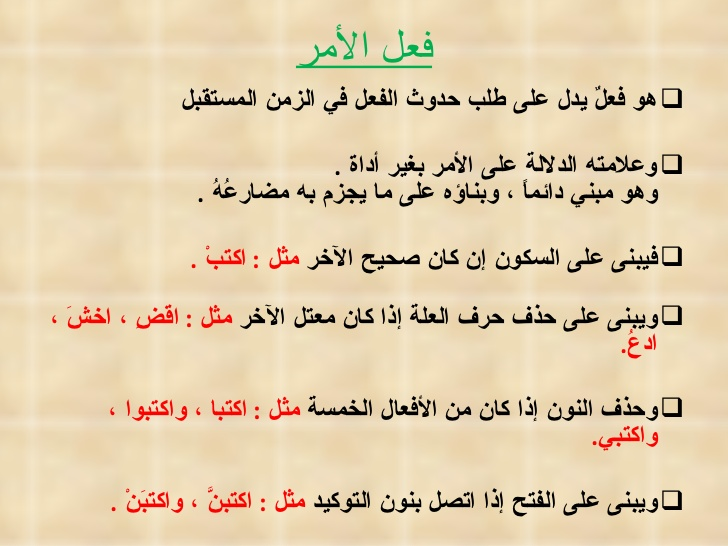 فعل الأمر
هو فعلٌ يدل على طلب حدوث الفعل في الزمن المستقبل
وعلامته الدلالة على الأمر بغير أداة .
وهو مبني دائماً ، وبناؤه على ما يجزم به مضارعُهُ .
فيبنى على السكون إن كان صحيح الآخر مثل : اكتبْ .
ويبنى على حذف حرف العلة إذا كان معتل الآخر مثل : اقضِ ، اخشَ ،
ادعُ.
وحذف النون إذا كان من الأفعال الخمسة مثل : اكتبا ، واكتبوا ،
واكتبي.
ويبنى على الفتح إذا اتصل بنون التوكيد مثل : اكتبنَّ ، واكتبَنْ .